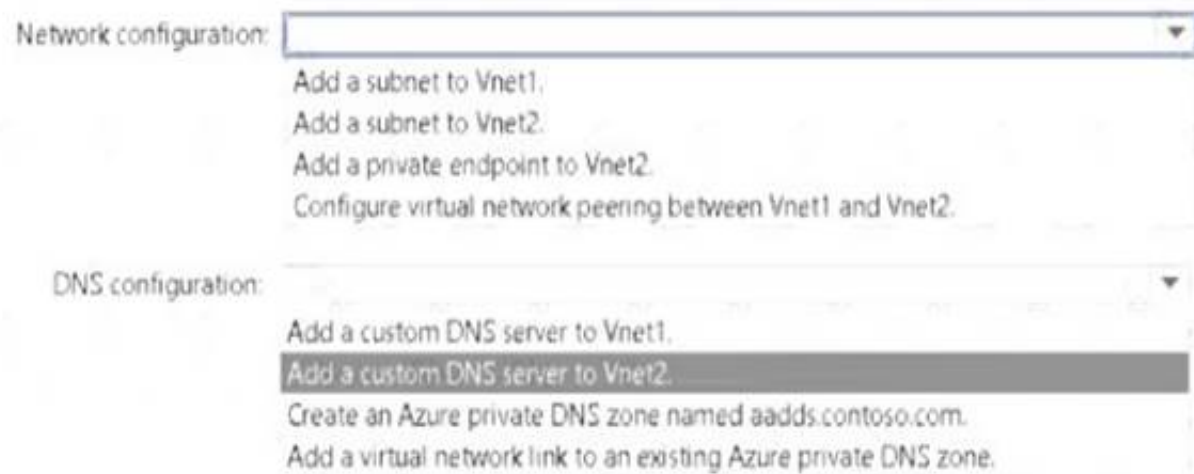 Network configuration:
Add a subnet to Vnet1.
Add a subnet to Vnet2.
Add a private endpoint to Vnet2.
Configure virtual network peering between Vnet1 and Vnet2.
DNS configuration:
Add a custom DNS server to Vnet1.
Add a custom DNS server to Vnet2.
Create an Azure private DNS zone named aadds.contoso.com.
Add a virtual network link to an existing Azure private DNS zone.